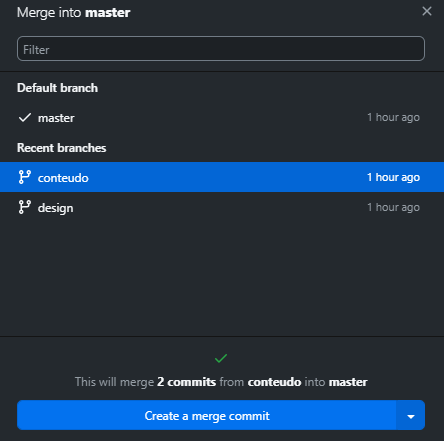 Merge into master
Filter
Default branch
master 1 hour ago
Recent branches
conteudo 1 hour ago
design 1 hour ago
This will merge 2 commits from conteudo into master
Create a merge commit